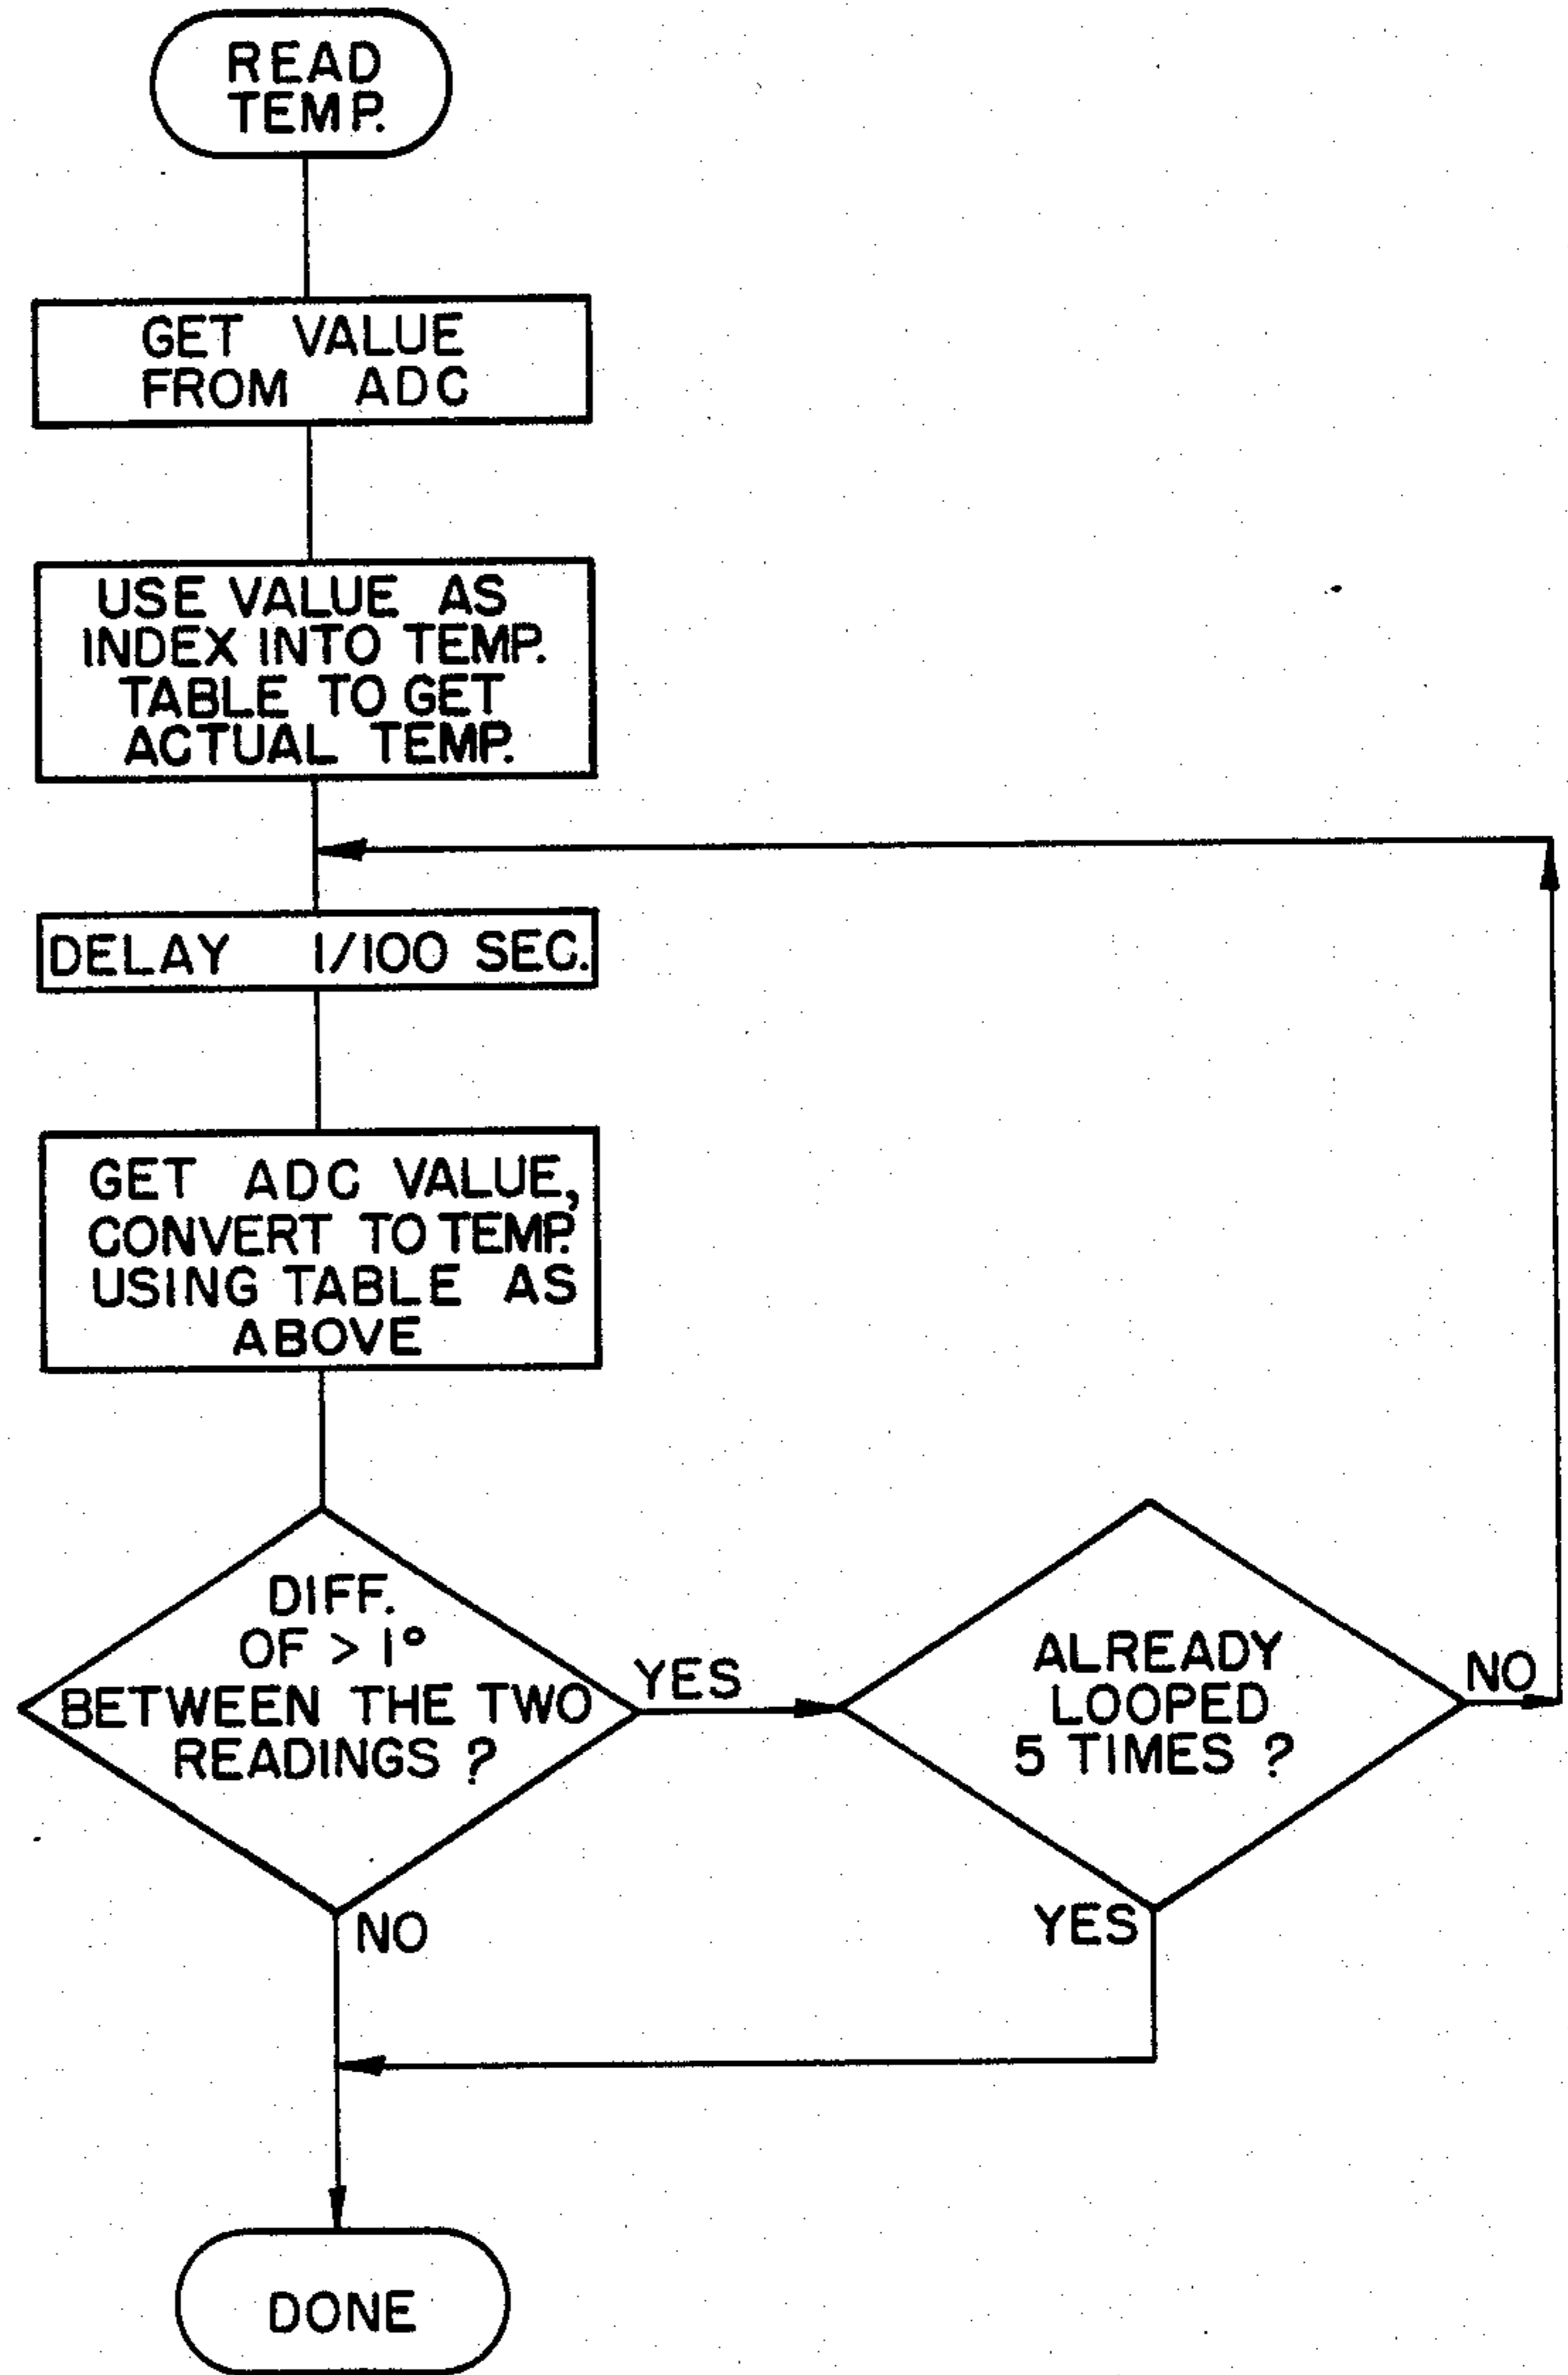 READ
TEMP.
GET VALUE
FROM ADC
USE VALUE AS
INDEX INTO TEMP.
TABLE TO GET
ACTUAL TEMP.
DELAY 1/100 SEC.
GET ADC VALUE,
CONVERT TO TEMP.
USING TABLE AS
ABOVE
DIFF.
OF > 1°
BETWEEN THE TWO
READINGS ?
YES
ALREADY
LOOPED
5 TIMES ?
NO
NO
YES
DONE